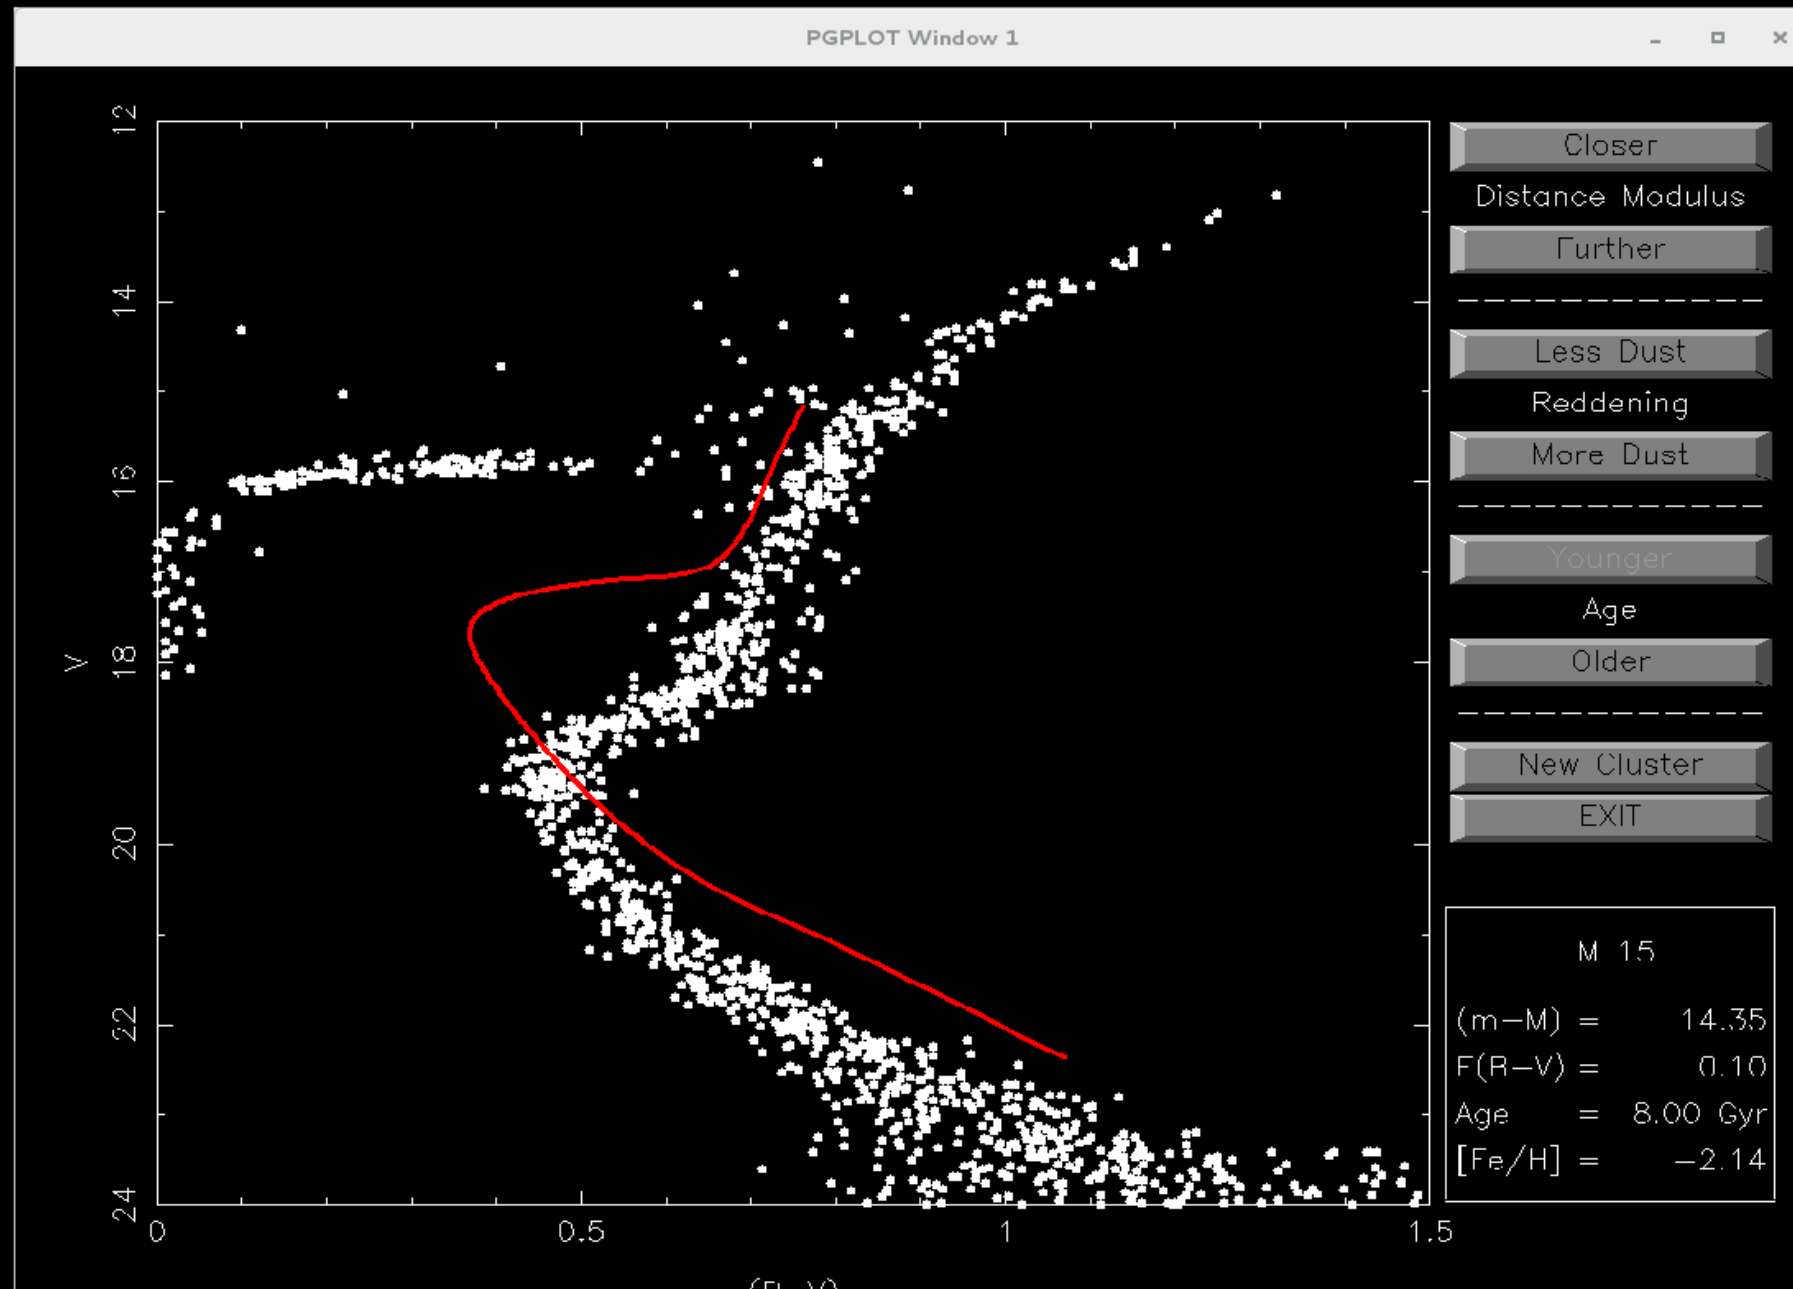 PGPLOT Window 1
12
14
16
18
20
22
24
V
0
0.5
1
1.5
Closer
Distance Modulus
Further
Less Dust
Reddening
More Dust
Younger
Age
Older
New Cluster
EXIT
M 15
(m-M) = 14.35
E(B-V) = 0.10
Age = 8.00 Gyr
[Fe/H] = -2.14